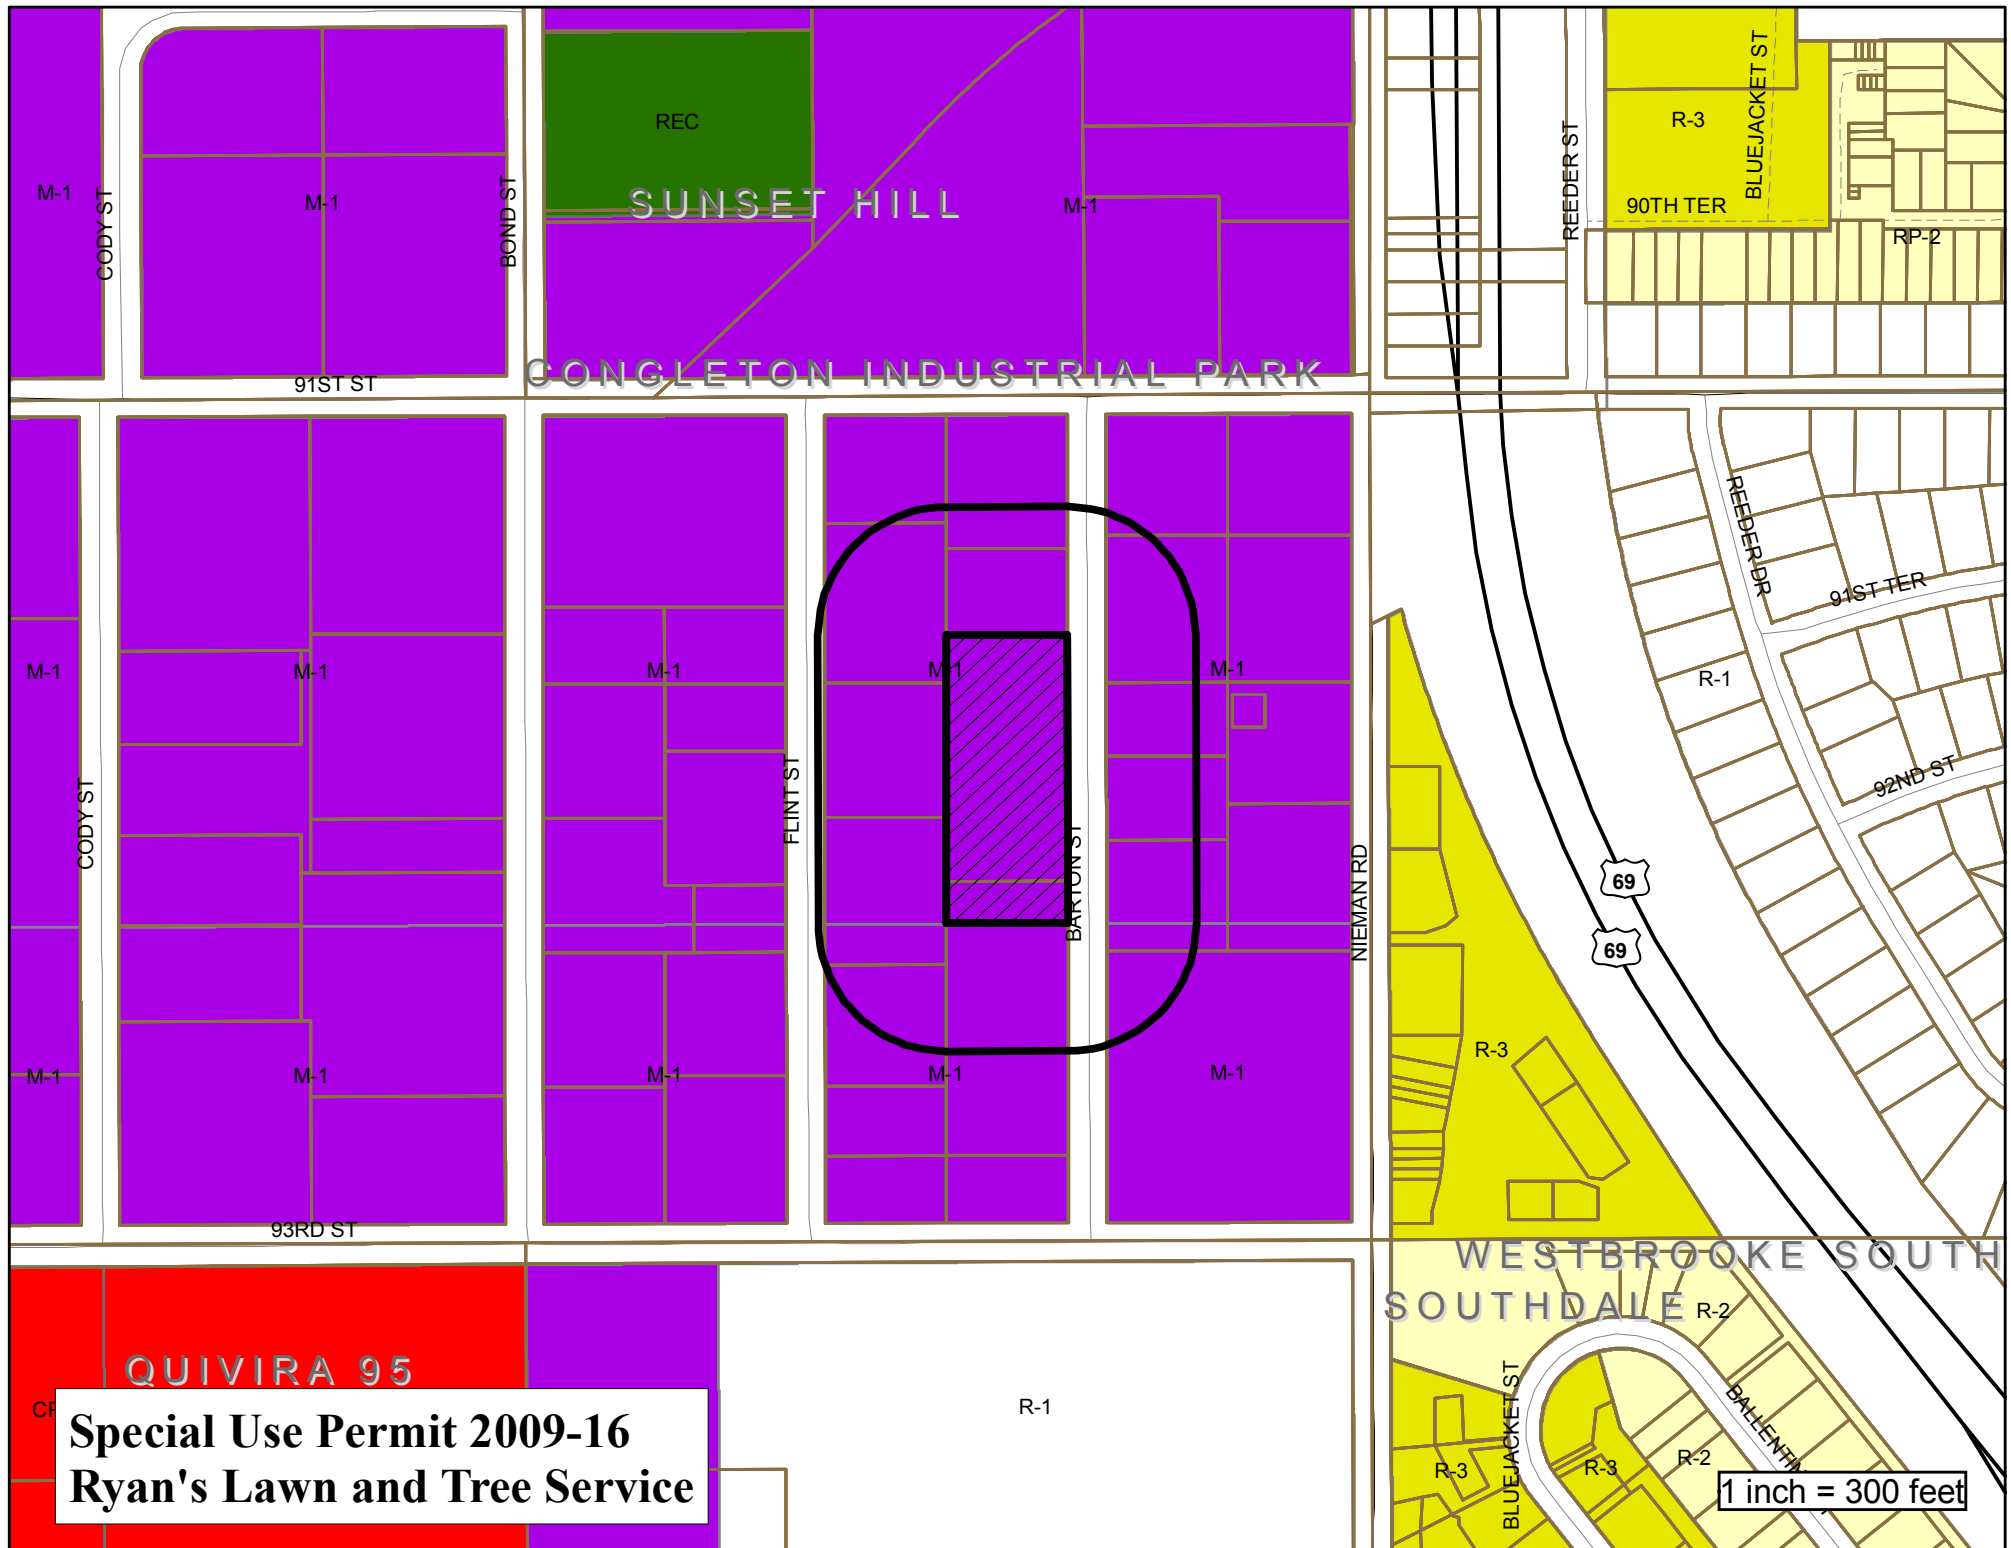 BLUEJACKET ST
REC
R-3
REEDER ST
M-1
CODY ST
M-1
BOND ST
SUNSET HILL
M-1
90TH TER
RP-2
91ST ST
CONGLETON INDUSTRIAL PARK
REEDER DR
91ST TER
M-1
M-1
M-1
M-1
M-1
R-1
92ND ST
CODY ST
FLINT ST
BARTON ST
NIEMAN RD
69
69
R-3
M-1
M-1
M-1
M-1
M-1
93RD ST
WESTBROOKE SOUTH
SOUTHDALE
R-2
QUIVIRA 95
R-1
BLUEJACKET ST
R-3
R-3
R-2
Special Use Permit 2009-16
Ryan's Lawn and Tree Service
1 inch = 300 feet